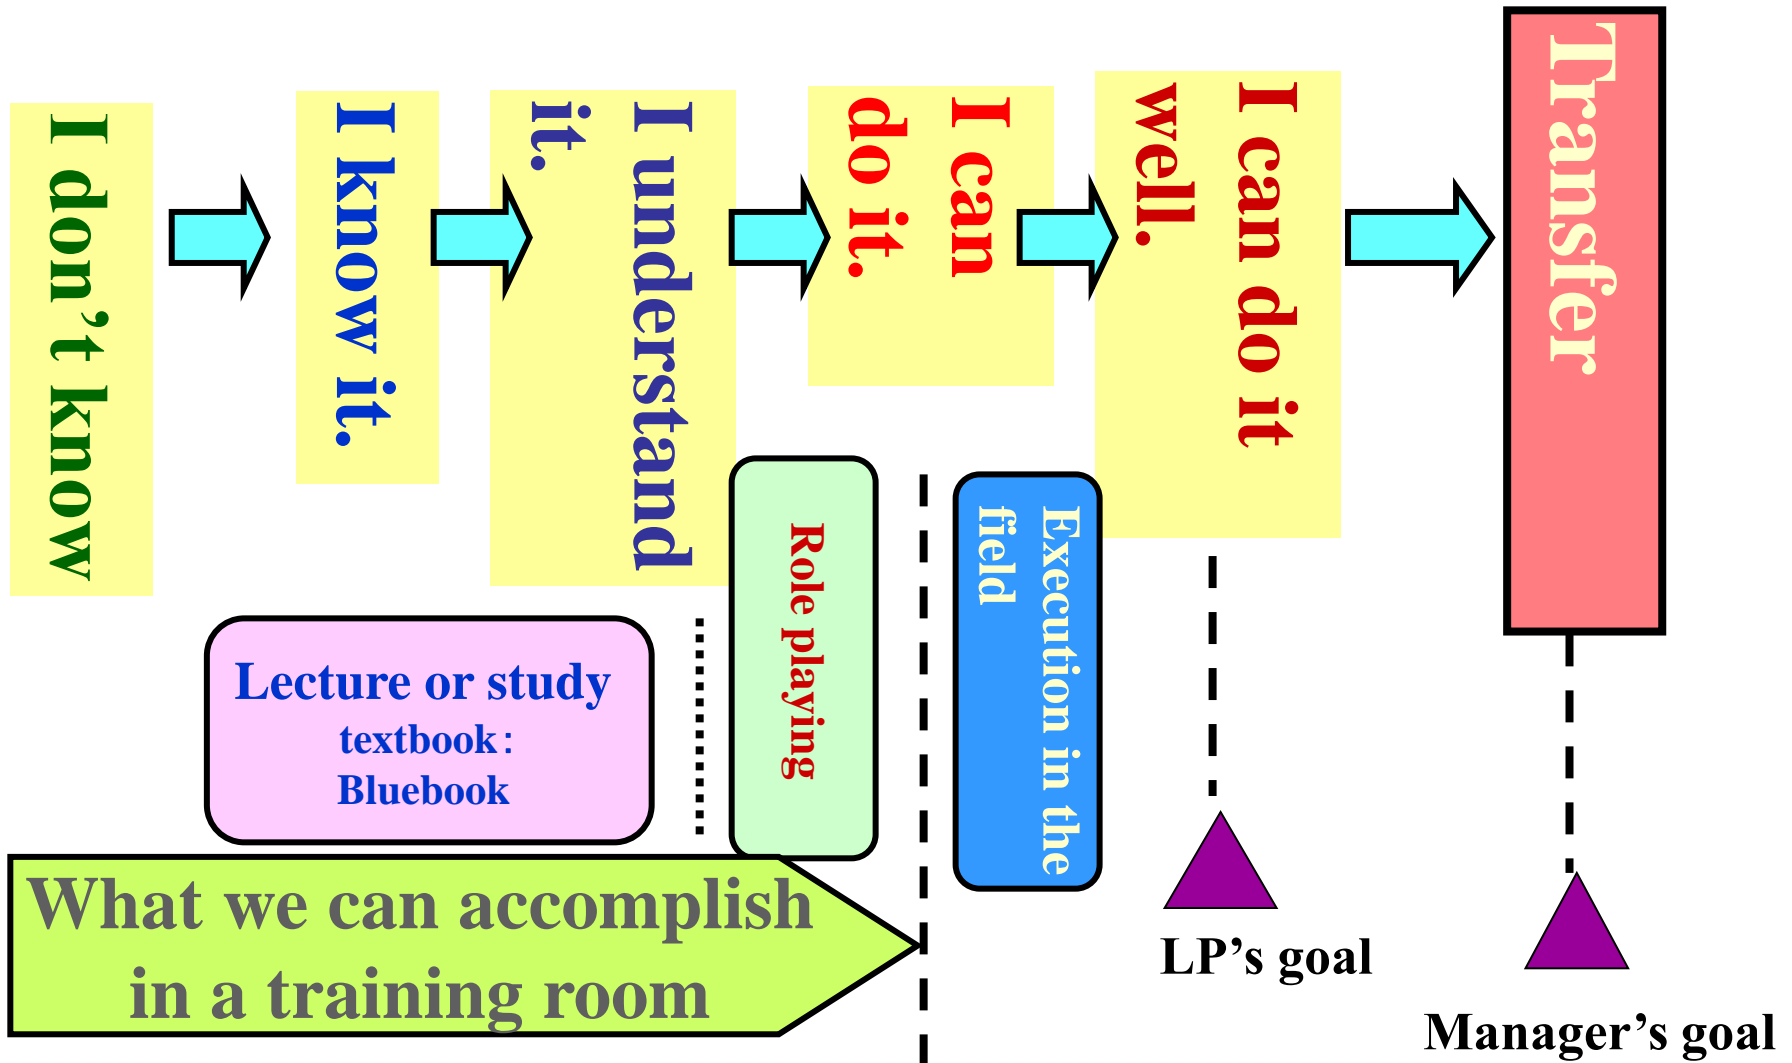 I don’t know
I know it.
I understand
it.
I can
do it.
I can do it
well.
Transfer
Lecture or study
textbook：
Bluebook
Role playing
Execution in the
field
What we can accomplish
in a training room
LP’s goal
Manager’s goal